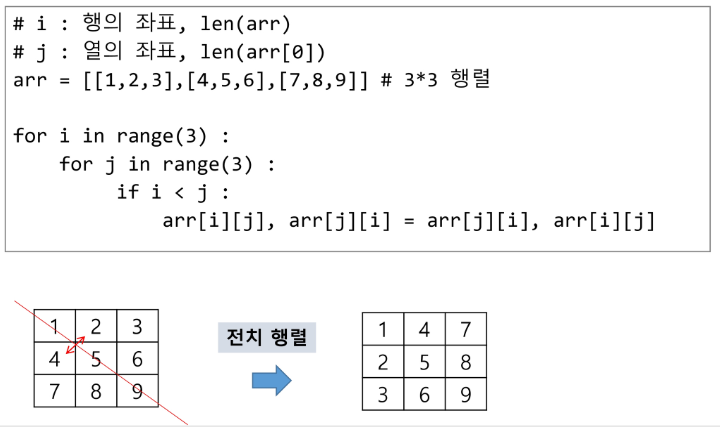 # i : 행의 좌표, len(arr)
# j : 열의 좌표, len(arr[0])
arr = [[1,2,3],[4,5,6],[7,8,9]] # 3*3 행렬
for i in range(3) :
for j in range(3) :
if i < j :
arr[i][j], arr[j][i] = arr[j][i], arr[i][j]
1 2 3
4 5 6
7 8 9
전치 행렬
1 4 7
2 5 8
3 6 9